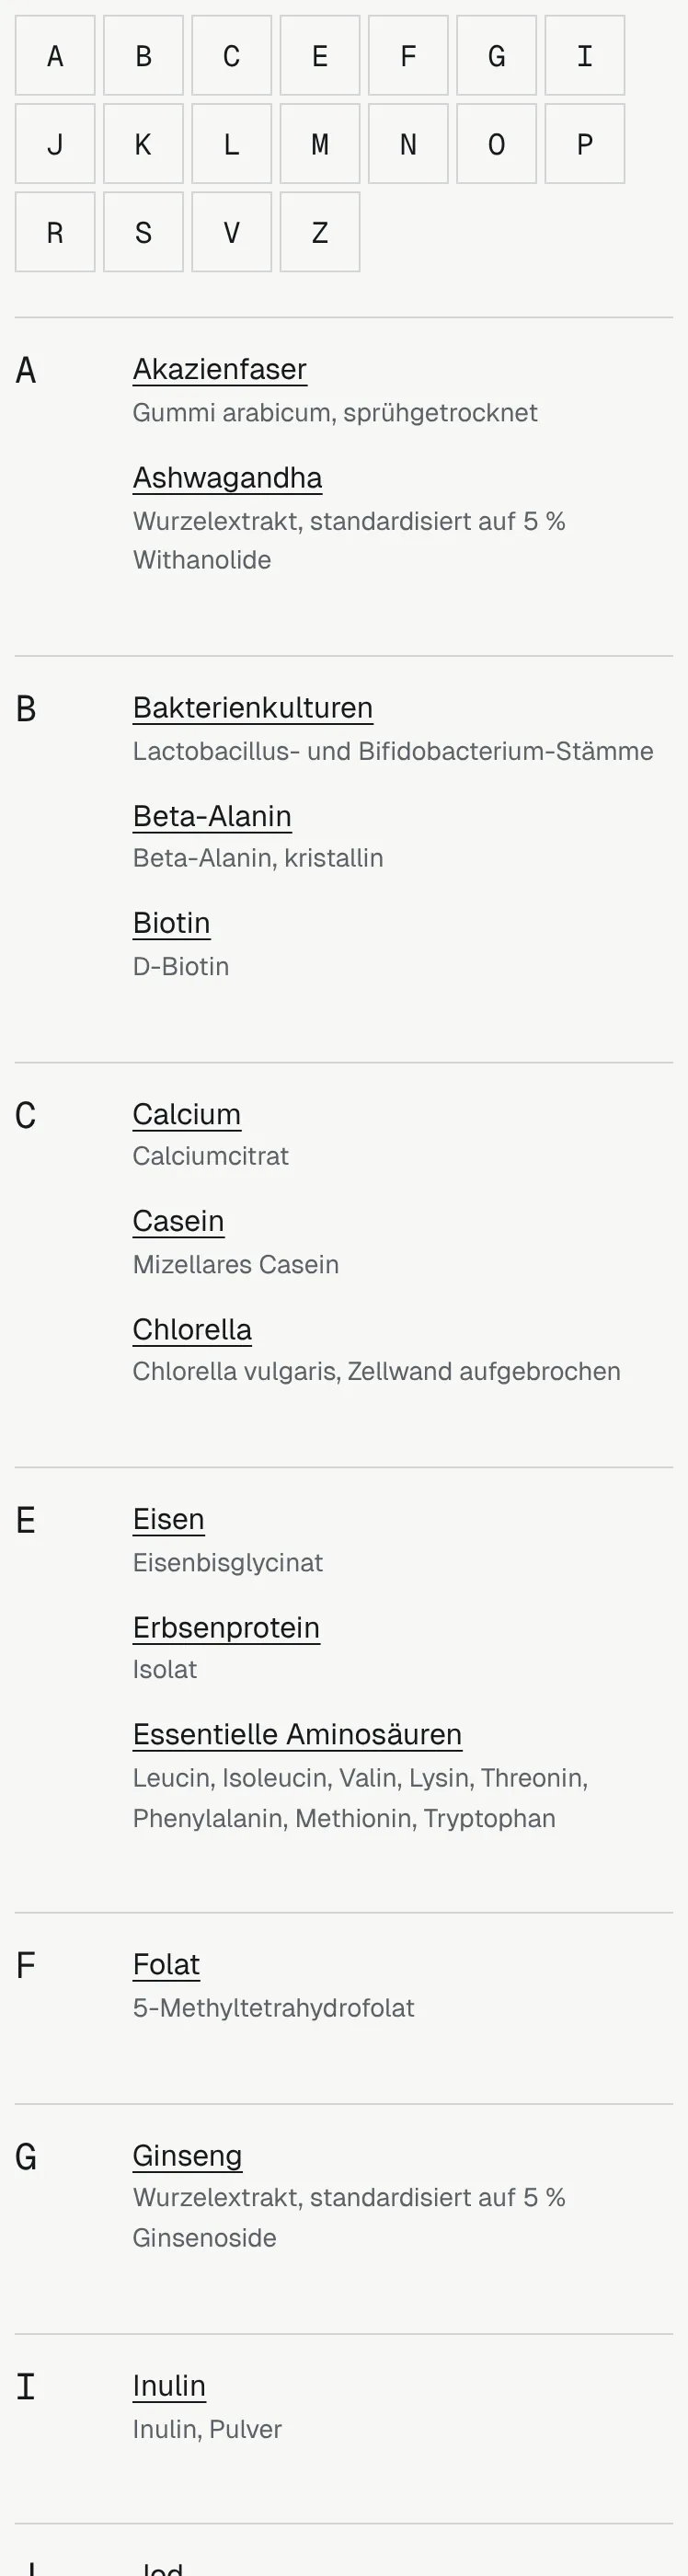 A B C E F G I
J K L M N O P
R S V Z
A
Akazienfaser
Gummi arabicum, sprühgetrocknet
Ashwagandha
Wurzelextrakt, standardisiert auf 5 %
Withanolide
B
Bakterienkulturen
Lactobacillus- und Bifidobacterium-Stämme
Beta-Alanin
Beta-Alanin, kristallin
Biotin
D-Biotin
C
Calcium
Calciumcitrat
Casein
Mizellares Casein
Chlorella
Chlorella vulgaris, Zellwand aufgebrochen
E
Eisen
Eisenbisglycinat
Erbsenprotein
Isolat
Essentielle Aminosäuren
Leucin, Isoleucin, Valin, Lysin, Threonin,
Phenylalanin, Methionin, Tryptophan
F
Folat
5-Methyltetrahydrofolat
G
Ginseng
Wurzelextrakt, standardisiert auf 5 %
Ginsenoside
I
Inulin
Inulin, Pulver
J
Jod